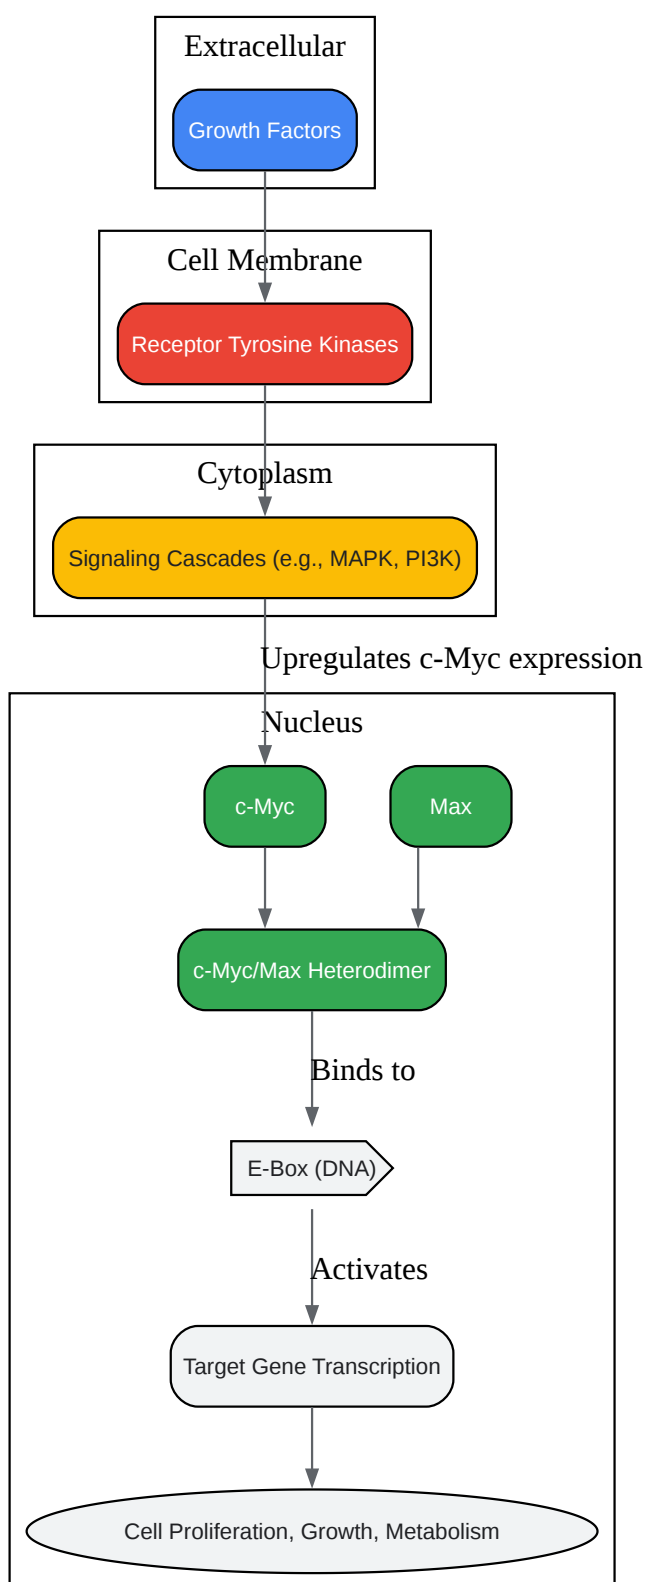 Extracellular
Growth Factors
Cell Membrane
Receptor Tyrosine Kinases
Cytoplasm
Signaling Cascades (e.g., MAPK, PI3K)
Upregulates c-Myc expression
Nucleus
c-Myc
Max
c-Myc/Max Heterodimer
Binds to
E-Box (DNA)
Activates
Target Gene Transcription
Cell Proliferation, Growth, Metabolism